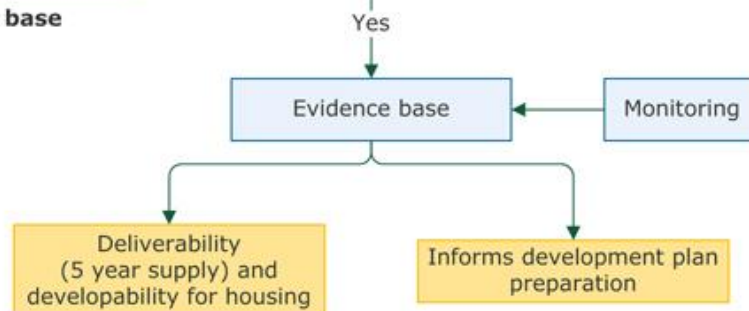 base
Yes
Evidence base
Monitoring
Deliverability
(5 year supply) and
developability for housing
Informs development plan
preparation